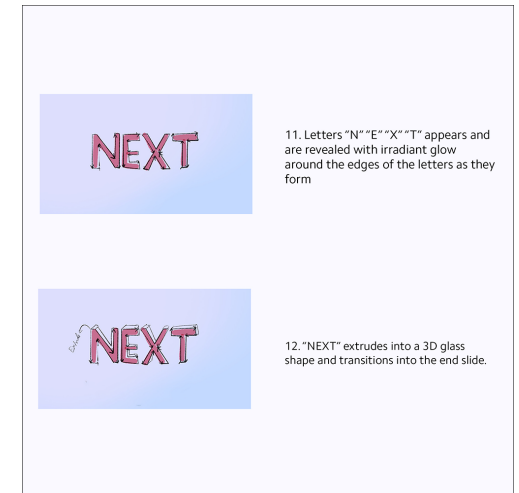 NEXT
11. Letters "N" "E" "X" "T" appears and
are revealed with irradiant glow
around the edges of the letters as they
form
Extrude
NEXT
12. "NEXT" extrudes into a 3D glass
shape and transitions into the end slide.